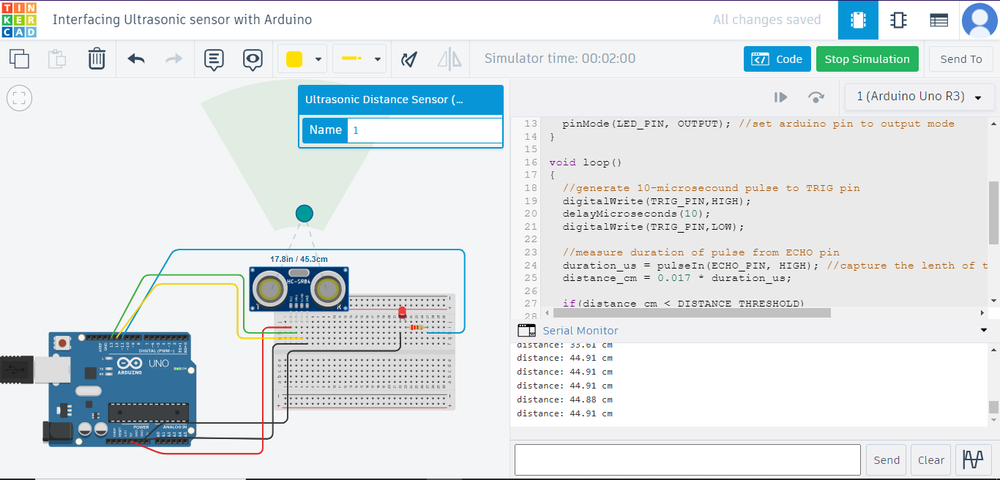 TIN
KER
CAD
Interfacing Ultrasonic sensor with Arduino
All changes saved
Simulator time: 00:02:00
Code
Stop Simulation
Send To
Ultrasonic Distance Sensor (...
Name 1
1 (Arduino Uno R3)
17.8in / 45.3cm
HC-SR04
T R
DIGITAL (PWM~)
UNO
ARDUINO
ON
POWER ANALOG IN
13 pinMode(LED_PIN, OUTPUT); //set arduino pin to output mode
14 }
15
16 void loop()
17 {
18 //generate 10-microsecound pulse to TRIG pin
19 digitalWrite(TRIG_PIN,HIGH);
20 delayMicroseconds(10);
21 digitalWrite(TRIG_PIN,LOW);
22
23 //measure duration of pulse from ECHO pin
24 duration_us = pulseIn(ECHO_PIN, HIGH); //capture the lenth of t
25 distance_cm = 0.017 * duration_us;
26
27 if(distance_cm < DISTANCE_THRESHOLD)
28
Serial Monitor
distance: 33.61 cm
distance: 44.91 cm
distance: 44.91 cm
distance: 44.91 cm
distance: 44.88 cm
distance: 44.91 cm
Send
Clear